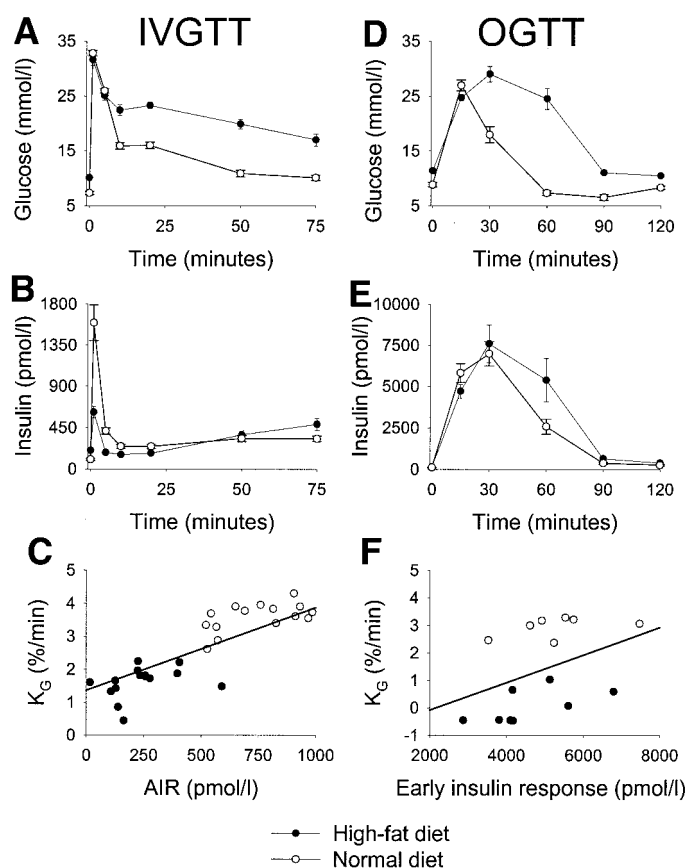 A IVGTT
Glucose (mmol/l)
35
25
15
5
0 25 50 75
Time (minutes)
D OGTT
Glucose (mmol/l)
35
25
15
5
0 30 60 90 120
Time (minutes)
B
Insulin (pmol/l)
1800
1350
900
450
0
0 25 50 75
Time (minutes)
E
Insulin (pmol/l)
10000
7500
5000
2500
0
0 30 60 90 120
Time (minutes)
C
KG (%/min)
5
4
3
2
1
0
0 250 500 750 1000
AIR (pmol/l)
F
KG (%/min)
5
4
3
2
1
0
-1
2000 4000 6000 8000
Early insulin response (pmol/l)
High-fat diet
Normal diet